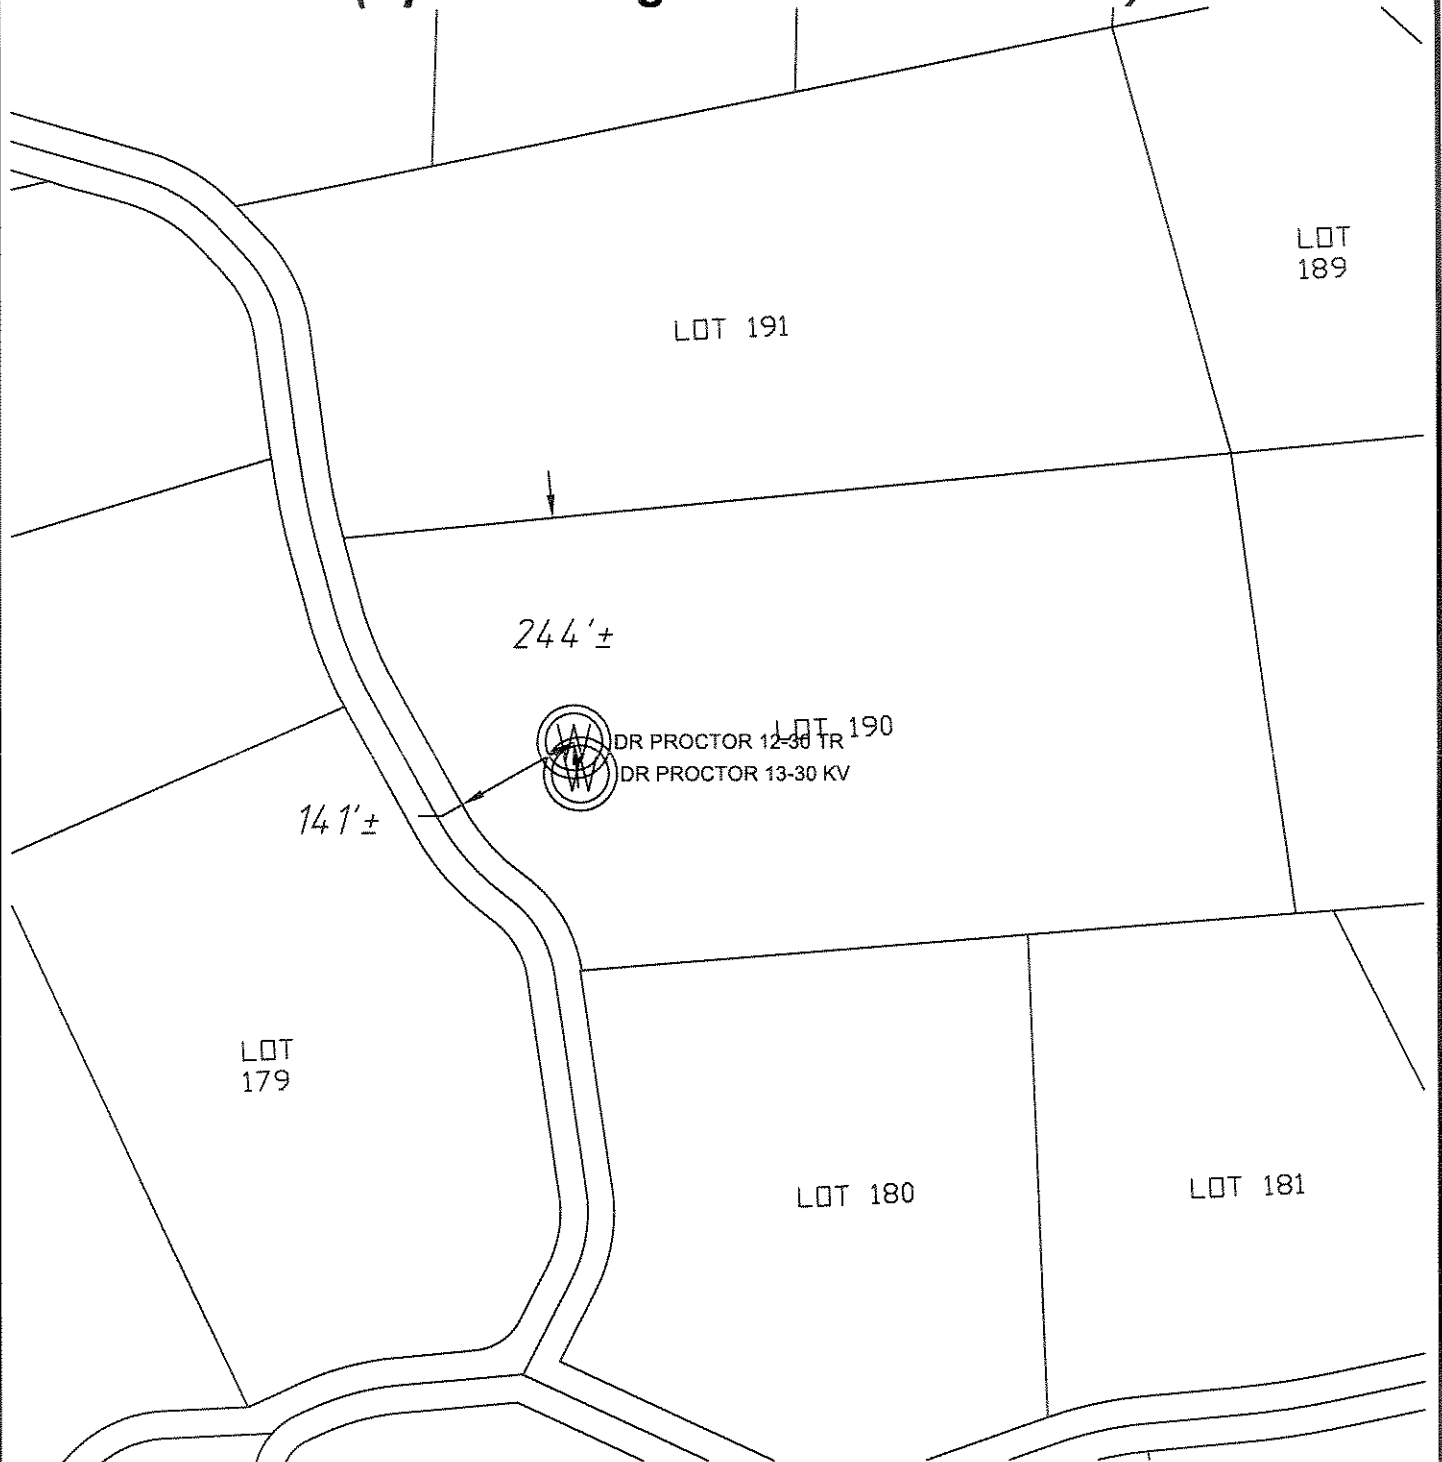 LOT
189
LOT 191
244'±
LOT 190
W
DR PROCTOR 12-30 TR
W
DR PROCTOR 13-30 KV
141'±
LOT
179
LOT 180
LOT 181